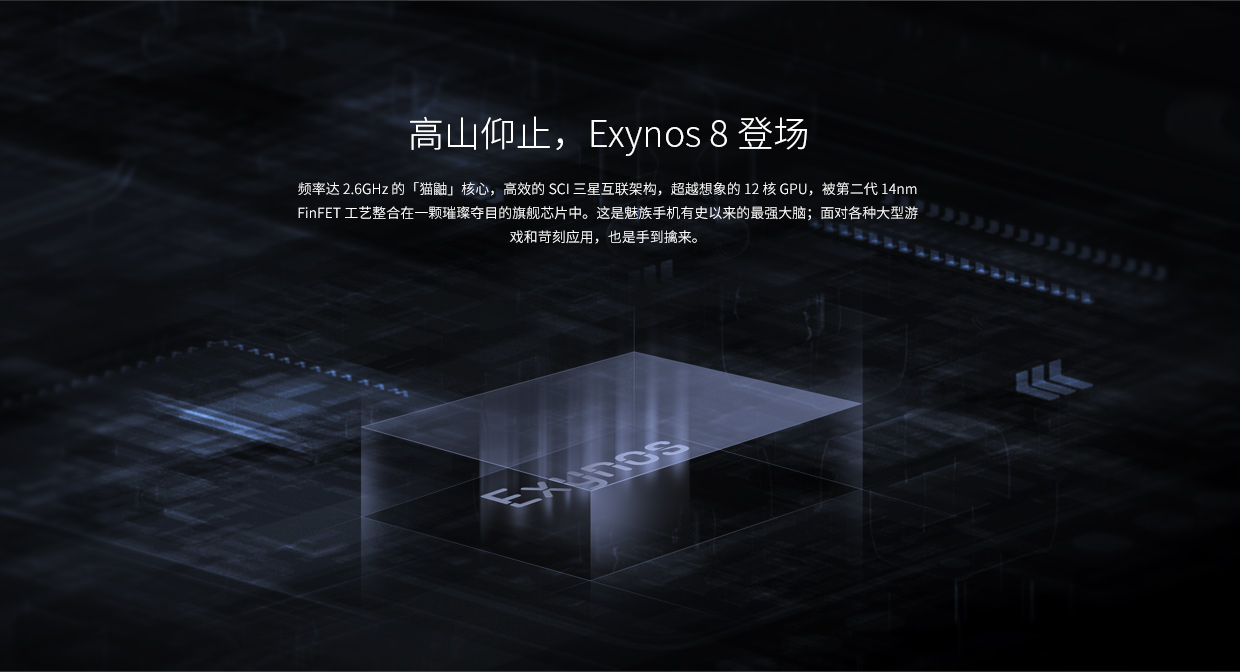 高山仰止，Exynos 8 登场
频率达 2.6GHz 的「猫鼬」核心，高效的 SCI 三星互联架构，超越想象的 12 核 GPU，被第二代 14nm
FinFET 工艺整合在一颗璀璨夺目的旗舰芯片中。这是魅族手机有史以来的最强大脑；面对各种大型游
戏和苛刻应用，也是手到擒来。
Exynos